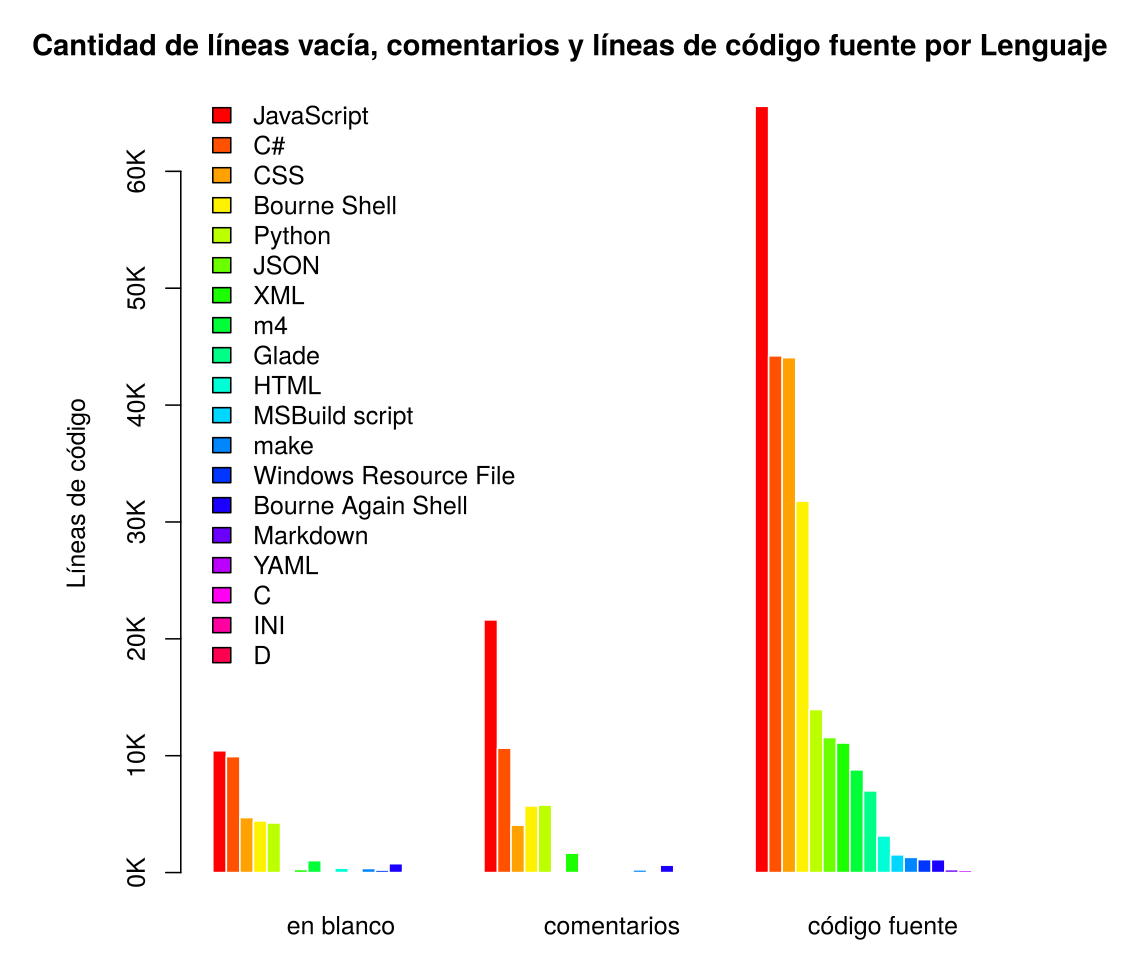 Cantidad de líneas vacía, comentarios y líneas de código fuente por Lenguaje
JavaScript
C#
CSS
Bourne Shell
Python
JSON
XML
m4
Glade
HTML
MSBuild script
make
Windows Resource File
Bourne Again Shell
Markdown
YAML
C
INI
D
Líneas de código
60K
50K
40K
30K
20K
10K
0K
en blanco
comentarios
código fuente